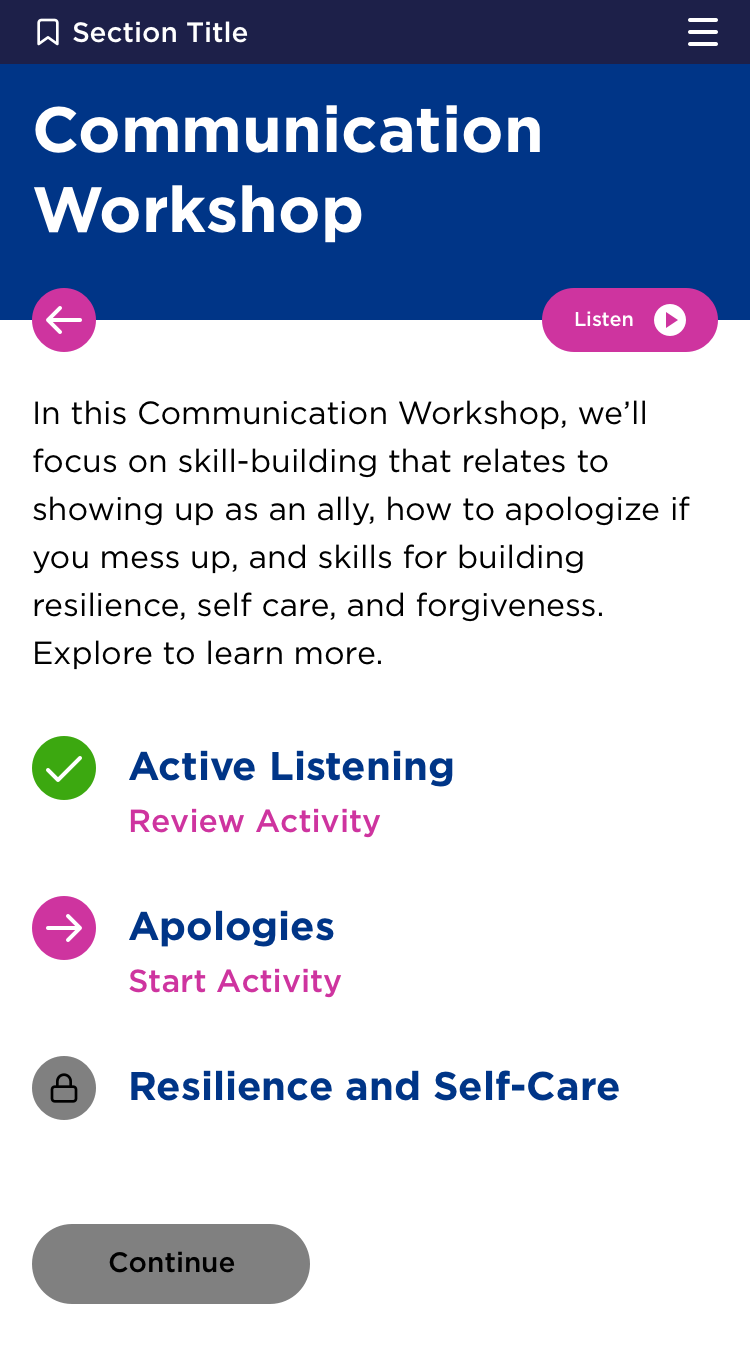 Section Title
Communication
Workshop
Listen
In this Communication Workshop, we’ll
focus on skill-building that relates to
showing up as an ally, how to apologize if
you mess up, and skills for building
resilience, self care, and forgiveness.
Explore to learn more.
Active Listening
Review Activity
Apologies
Start Activity
Resilience and Self-Care
Continue